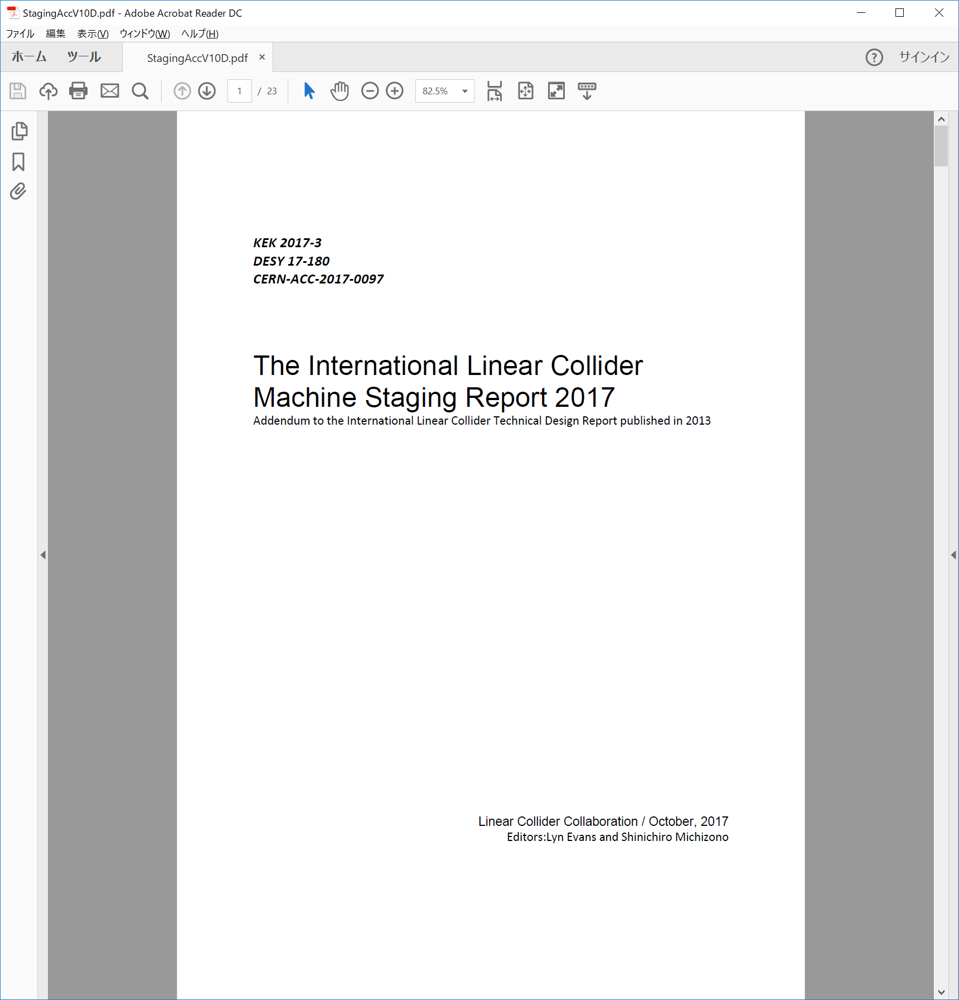 StagingAccV10D.pdf - Adobe Acrobat Reader DC
ファイル 編集 表示(V) ウィンドウ(W) ヘルプ(H)
ホーム ツール StagingAccV10D.pdf × ? サインイン
1 / 23 82.5%
KEK 2017-3
DESY 17-180
CERN-ACC-2017-0097
The International Linear Collider
Machine Staging Report 2017
Addendum to the International Linear Collider Technical Design Report published in 2013
Linear Collider Collaboration / October, 2017
Editors:Lyn Evans and Shinichiro Michizono